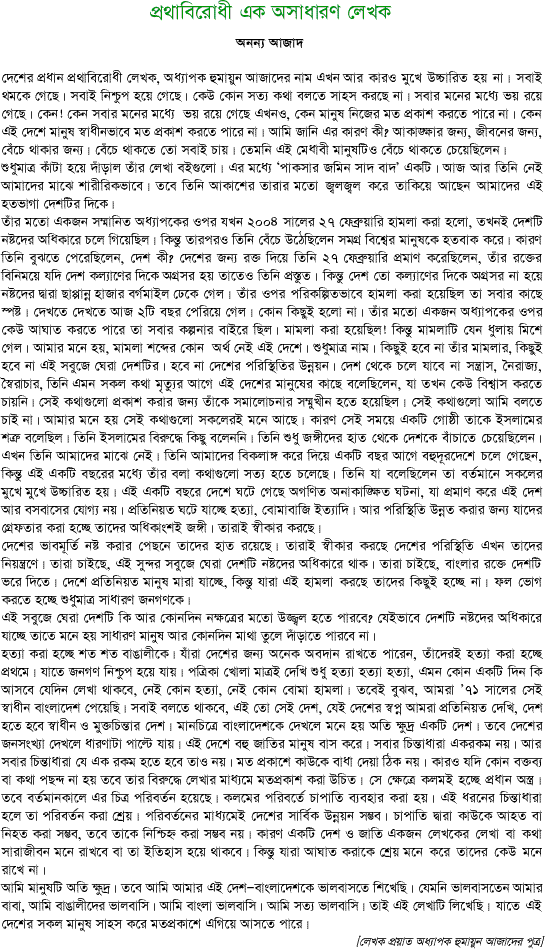 প্রথাবিরোধী এক অসাধারণ লেখক
অনন্য আজাদ
দেশের প্রধান প্রথাবিরোধী লেখক, অধ্যাপক হুমায়ুন আজাদের নাম এখন আর কারও মুখে উচ্চারিত হয় না। সবাই
থমকে গেছে। সবাই নিশ্চুপ হয়ে গেছে। কেউ কোন সত্য কথা বলতে সাহস করছে না। সবার মনের মধ্যে ভয় রয়ে
গেছে। কেন! কেন সবার মনের মধ্যে ভয় রয়ে গেছে এখনও, কেন মানুষ নিজের মত প্রকাশ করতে পারে না। কেন
এই দেশে মানুষ স্বাধীনভাবে মত প্রকাশ করতে পারে না। আমি জানি এর কারণ কী? আকাঙ্ক্ষার জন্য, জীবনের জন্য,
বেঁচে থাকার জন্য। বেঁচে থাকতে তো সবাই চায়। তেমনি এই মেধাবী মানুষটিও বেঁচে থাকতে চেয়েছিলেন।
শুধুমাত্র কাঁটা হয়ে দাঁড়াল তাঁর লেখা বইগুলো। এর মধ্যে ‘পাকসার জমিন সাদ বাদ’ একটি। আজ আর তিনি নেই
আমাদের মাঝে শারীরিকভাবে। তবে তিনি আকাশের তারার মতো জ্বলজ্বল করে তাকিয়ে আছেন আমাদের এই
হতভাগা দেশটির দিকে।
তাঁর মতো একজন সম্মানিত অধ্যাপকের ওপর যখন ২০০৪ সালের ২৭ ফেব্রুয়ারি হামলা করা হলো, তখনই দেশটি
নষ্টদের অধিকারে চলে গিয়েছিল। কিন্তু তারপরও তিনি বেঁচে উঠেছিলেন সমগ্র বিশ্বের মানুষকে হতবাক করে। কারণ
তিনি বুঝতে পেরেছিলেন, দেশ কী? দেশের জন্য রক্ত দিয়ে তিনি ২৭ ফেব্রুয়ারি প্রমাণ করেছিলেন, তাঁর রক্তের
বিনিময়ে যদি দেশ কল্যাণের দিকে অগ্রসর হয় তাতেও তিনি প্রস্তুত। কিন্তু দেশ তো কল্যাণের দিকে অগ্রসর না হয়ে
নষ্টদের দ্বারা ছাপ্পান্ন হাজার বর্গমাইল ঢেকে গেল। তাঁর ওপর পরিকল্পিতভাবে হামলা করা হয়েছিল তা সবার কাছে
স্পষ্ট। দেখতে দেখতে আজ ২টি বছর পেরিয়ে গেল। কোন কিছুই হলো না। তাঁর মতো একজন অধ্যাপকের ওপর
কেউ আঘাত করতে পারে তা সবার কল্পনার বাইরে ছিল। মামলা করা হয়েছিল! কিন্তু মামলাটি যেন ধুলায় মিশে
গেল। আমার মনে হয়, মামলা শব্দের কোন অর্থ নেই এই দেশে। শুধুমাত্র নাম। কিছুই হবে না তাঁর মামলার, কিছুই
হবে না এই সবুজে ঘেরা দেশটির। হবে না দেশের পরিস্থিতির উন্নয়ন। দেশ থেকে চলে যাবে না সন্ত্রাস, নৈরাজ্য,
স্বৈরাচার, তিনি এমন সকল কথা মৃত্যুর আগে এই দেশের মানুষের কাছে বলেছিলেন, যা তখন কেউ বিশ্বাস করতে
চায়নি। সেই কথাগুলো প্রকাশ করার জন্য তাঁকে সমালোচনার সম্মুখীন হতে হয়েছিল। সেই কথাগুলো আমি বলতে
চাই না। আমার মনে হয় সেই কথাগুলো সকলেরই মনে আছে। কারণ সেই সময়ে একটি গোষ্ঠী তাকে ইসলামের
শত্রু বলেছিল। তিনি ইসলামের বিরুদ্ধে কিছু বলেননি। তিনি শুধু জঙ্গীদের হাত থেকে দেশকে বাঁচাতে চেয়েছিলেন।
এখন তিনি আমাদের মাঝে নেই। তিনি আমাদের বিকলাঙ্গ করে দিয়ে একটি বছর আগে বহুদূরদেশে চলে গেছেন,
কিন্তু এই একটি বছরের মধ্যে তাঁর বলা কথাগুলো সত্য হতে চলেছে। তিনি যা বলেছিলেন তা বর্তমানে সকলের
মুখে মুখে উচ্চারিত হয়। এই একটি বছরে দেশে ঘটে গেছে অগণিত অনাকাঙ্ক্ষিত ঘটনা, যা প্রমাণ করে এই দেশ
আর বসবাসের যোগ্য নয়। প্রতিনিয়ত ঘটে যাচ্ছে হত্যা, বোমাবাজি ইত্যাদি। আর পরিস্থিতি উন্নত করার জন্য যাদের
গ্রেফতার করা হচ্ছে তাদের অধিকাংশই জঙ্গী। তারাই স্বীকার করছে।
দেশের ভাবমূর্তি নষ্ট করার পেছনে তাদের হাত রয়েছে। তারাই স্বীকার করছে দেশের পরিস্থিতি এখন তাদের
নিয়ন্ত্রণে। তারা চাইছে, এই সুন্দর সবুজে ঘেরা দেশটি নষ্টদের অধিকারে থাক। তারা চাইছে, বাংলার রক্তে দেশটি
ভরে দিতে। দেশে প্রতিনিয়ত মানুষ মারা যাচ্ছে, কিন্তু যারা এই হামলা করছে তাদের কিছুই হচ্ছে না। ফল ভোগ
করতে হচ্ছে শুধুমাত্র সাধারণ জনগণকে।
এই সবুজে ঘেরা দেশটি কি আর কোনদিন নক্ষত্রের মতো উজ্জ্বল হতে পারবে? যেইভাবে দেশটি নষ্টদের অধিকারে
যাচ্ছে তাতে মনে হয় সাধারণ মানুষ আর কোনদিন মাথা তুলে দাঁড়াতে পারবে না।
হত্যা করা হচ্ছে শত শত বাঙালীকে। যাঁরা দেশের জন্য অনেক অবদান রাখতে পারেন, তাঁদেরই হত্যা করা হচ্ছে
প্রথমে। যাতে জনগণ নিশ্চুপ হয়ে যায়। পত্রিকা খোলা মাত্রই দেখি শুধু হত্যা হত্যা হত্যা, এমন কোন একটি দিন কি
আসবে যেদিন লেখা থাকবে, নেই কোন হত্যা, নেই কোন বোমা হামলা। তবেই বুঝব, আমরা ’৭১ সালের সেই
স্বাধীন বাংলাদেশ পেয়েছি। সবাই বলতে থাকবে, এই তো সেই দেশ, যেই দেশের স্বপ্ন আমরা প্রতিনিয়ত দেখি, দেশ
হতে হবে স্বাধীন ও মুক্তচিন্তার দেশ। মানচিত্রে বাংলাদেশকে দেখলে মনে হয় অতি ক্ষুদ্র একটি দেশ। তবে দেশের
জনসংখ্যা দেখলে ধারণাটা পাল্টে যায়। এই দেশে বহু জাতির মানুষ বাস করে। সবার চিন্তাধারা একরকম নয়। আর
সবার চিন্তাধারা যে এক রকম হতে হবে তাও নয়। মত প্রকাশে কাউকে বাধা দেয়া ঠিক নয়। কারও যদি কোন বক্তব্য
বা কথা পছন্দ না হয় তবে তার বিরুদ্ধে লেখার মাধ্যমে মতপ্রকাশ করা উচিত। সে ক্ষেত্রে কলমই হচ্ছে প্রধান অস্ত্র।
তবে বর্তমানকালে এর চিত্র পরিবর্তন হয়েছে। কলমের পরিবর্তে চাপাতি ব্যবহার করা হয়। এই ধরনের চিন্তাধারা
হলে তা পরিবর্তন করা শ্রেয়। পরিবর্তনের মাধ্যমেই দেশের সার্বিক উন্নয়ন সম্ভব। চাপাতি দ্বারা কাউকে আহত বা
নিহত করা সম্ভব, তবে তাকে নিশ্চিহ্ন করা সম্ভব নয়। কারণ একটি দেশ ও জাতি একজন লেখকের লেখা বা কথা
সারাজীবন মনে রাখবে বা তা ইতিহাস হয়ে থাকবে। কিন্তু যারা আঘাত করাকে শ্রেয় মনে করে তাদের কেউ মনে
রাখে না।
আমি মানুষটি অতি ক্ষুদ্র। তবে আমি আমার এই দেশ–বাংলাদেশকে ভালবাসতে শিখেছি। যেমনি ভালবাসতেন আমার
বাবা, আমি বাঙালীদের ভালবাসি। আমি বাংলা ভালবাসি। আমি সত্য ভালবাসি। তাই এই লেখাটি লিখেছি। যাতে এই
দেশের সকল মানুষ সাহস করে মতপ্রকাশে এগিয়ে আসতে পারে।
[লেখক প্রয়াত অধ্যাপক হুমায়ুন আজাদের পুত্র]